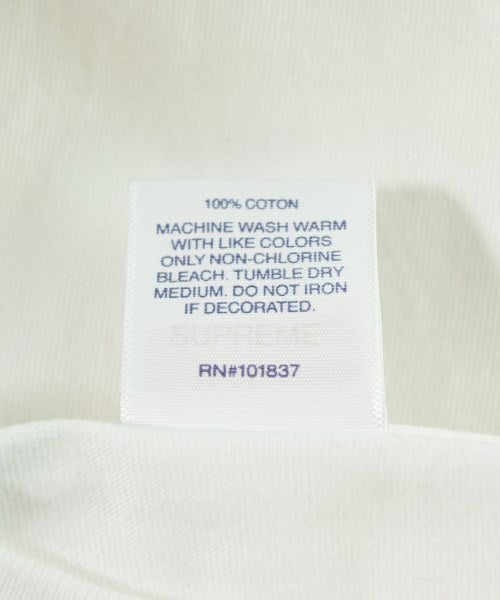 100% COTON
MACHINE WASH WARM
WITH LIKE COLORS
ONLY NON-CHLORINE
BLEACH. TUMBLE DRY
MEDIUM. DO NOT IRON
IF DECORATED.
SUPREME
RN#101837